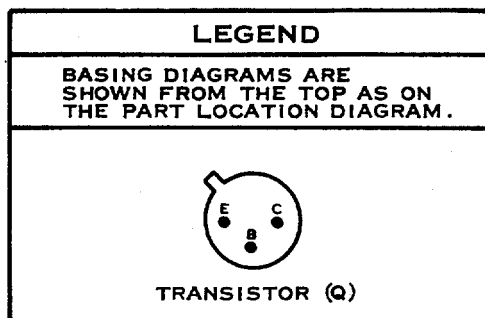 LEGEND
BASING DIAGRAMS ARE
SHOWN FROM THE TOP AS ON
THE PART LOCATION DIAGRAM.
E C
B
TRANSISTOR (Q)